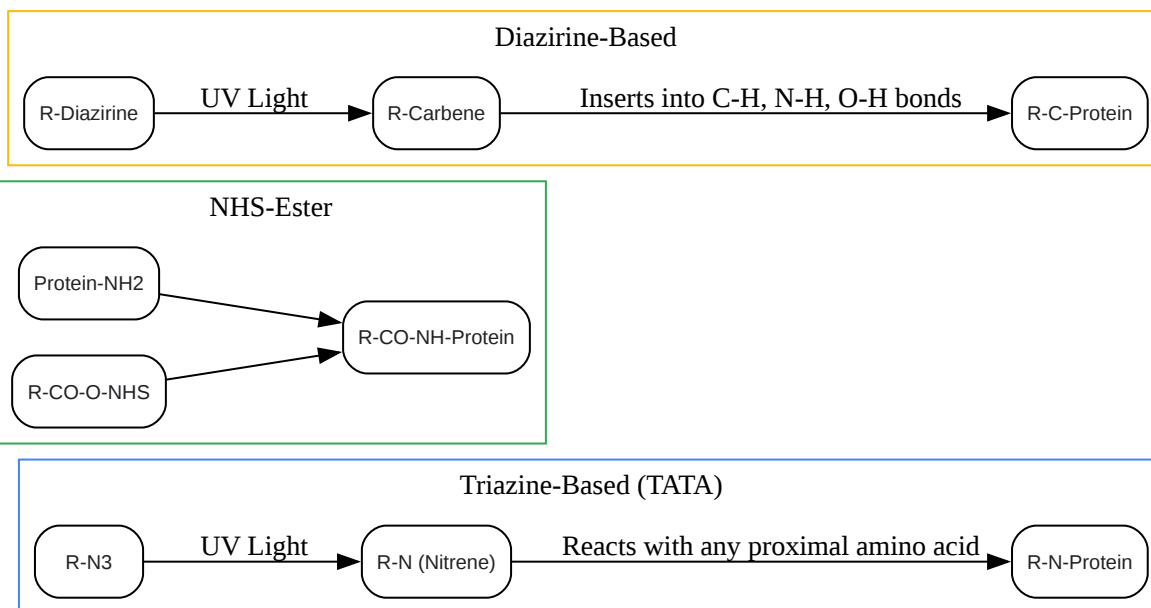 Diazirine-Based
R-Diazirine
UV Light
R-Carbene
Inserts into C-H, N-H, O-H bonds
R-C-Protein
NHS-Ester
Protein-NH2
R-CO-O-NHS
R-CO-NH-Protein
Triazine-Based (TATA)
R-N3
UV Light
R-N (Nitrene)
Reacts with any proximal amino acid
R-N-Protein